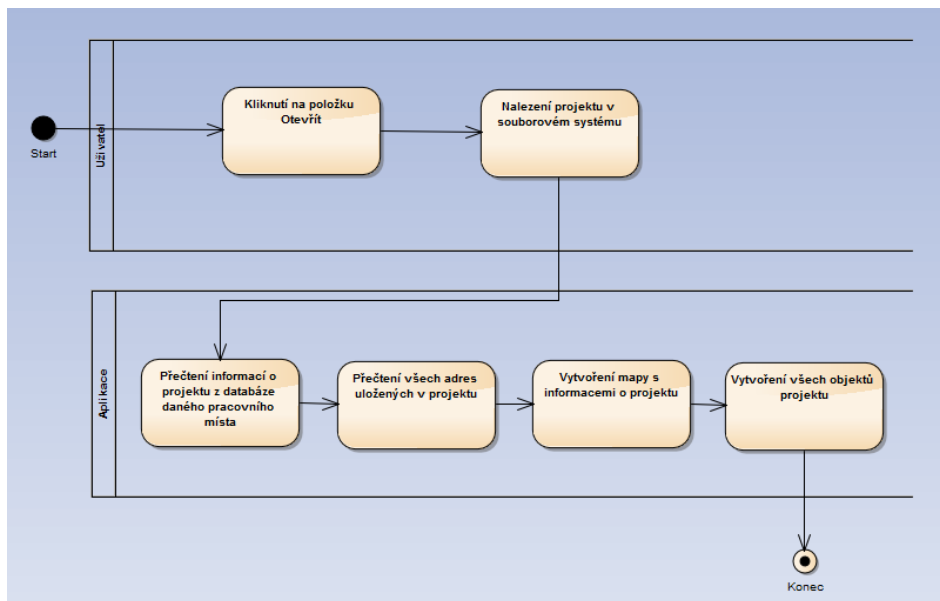 Uživatel
Start
Kliknutí na položku
Otevřít
Nalezení projektu v
souborovém systému
Aplikace
Přečtení informací o
projektu z databáze
daného pracovního
místa
Přečtení všech adres
uložených v projektu
Vytvoření mapy s
informacemi o projektu
Vytvoření všech objektů
projektu
Konec